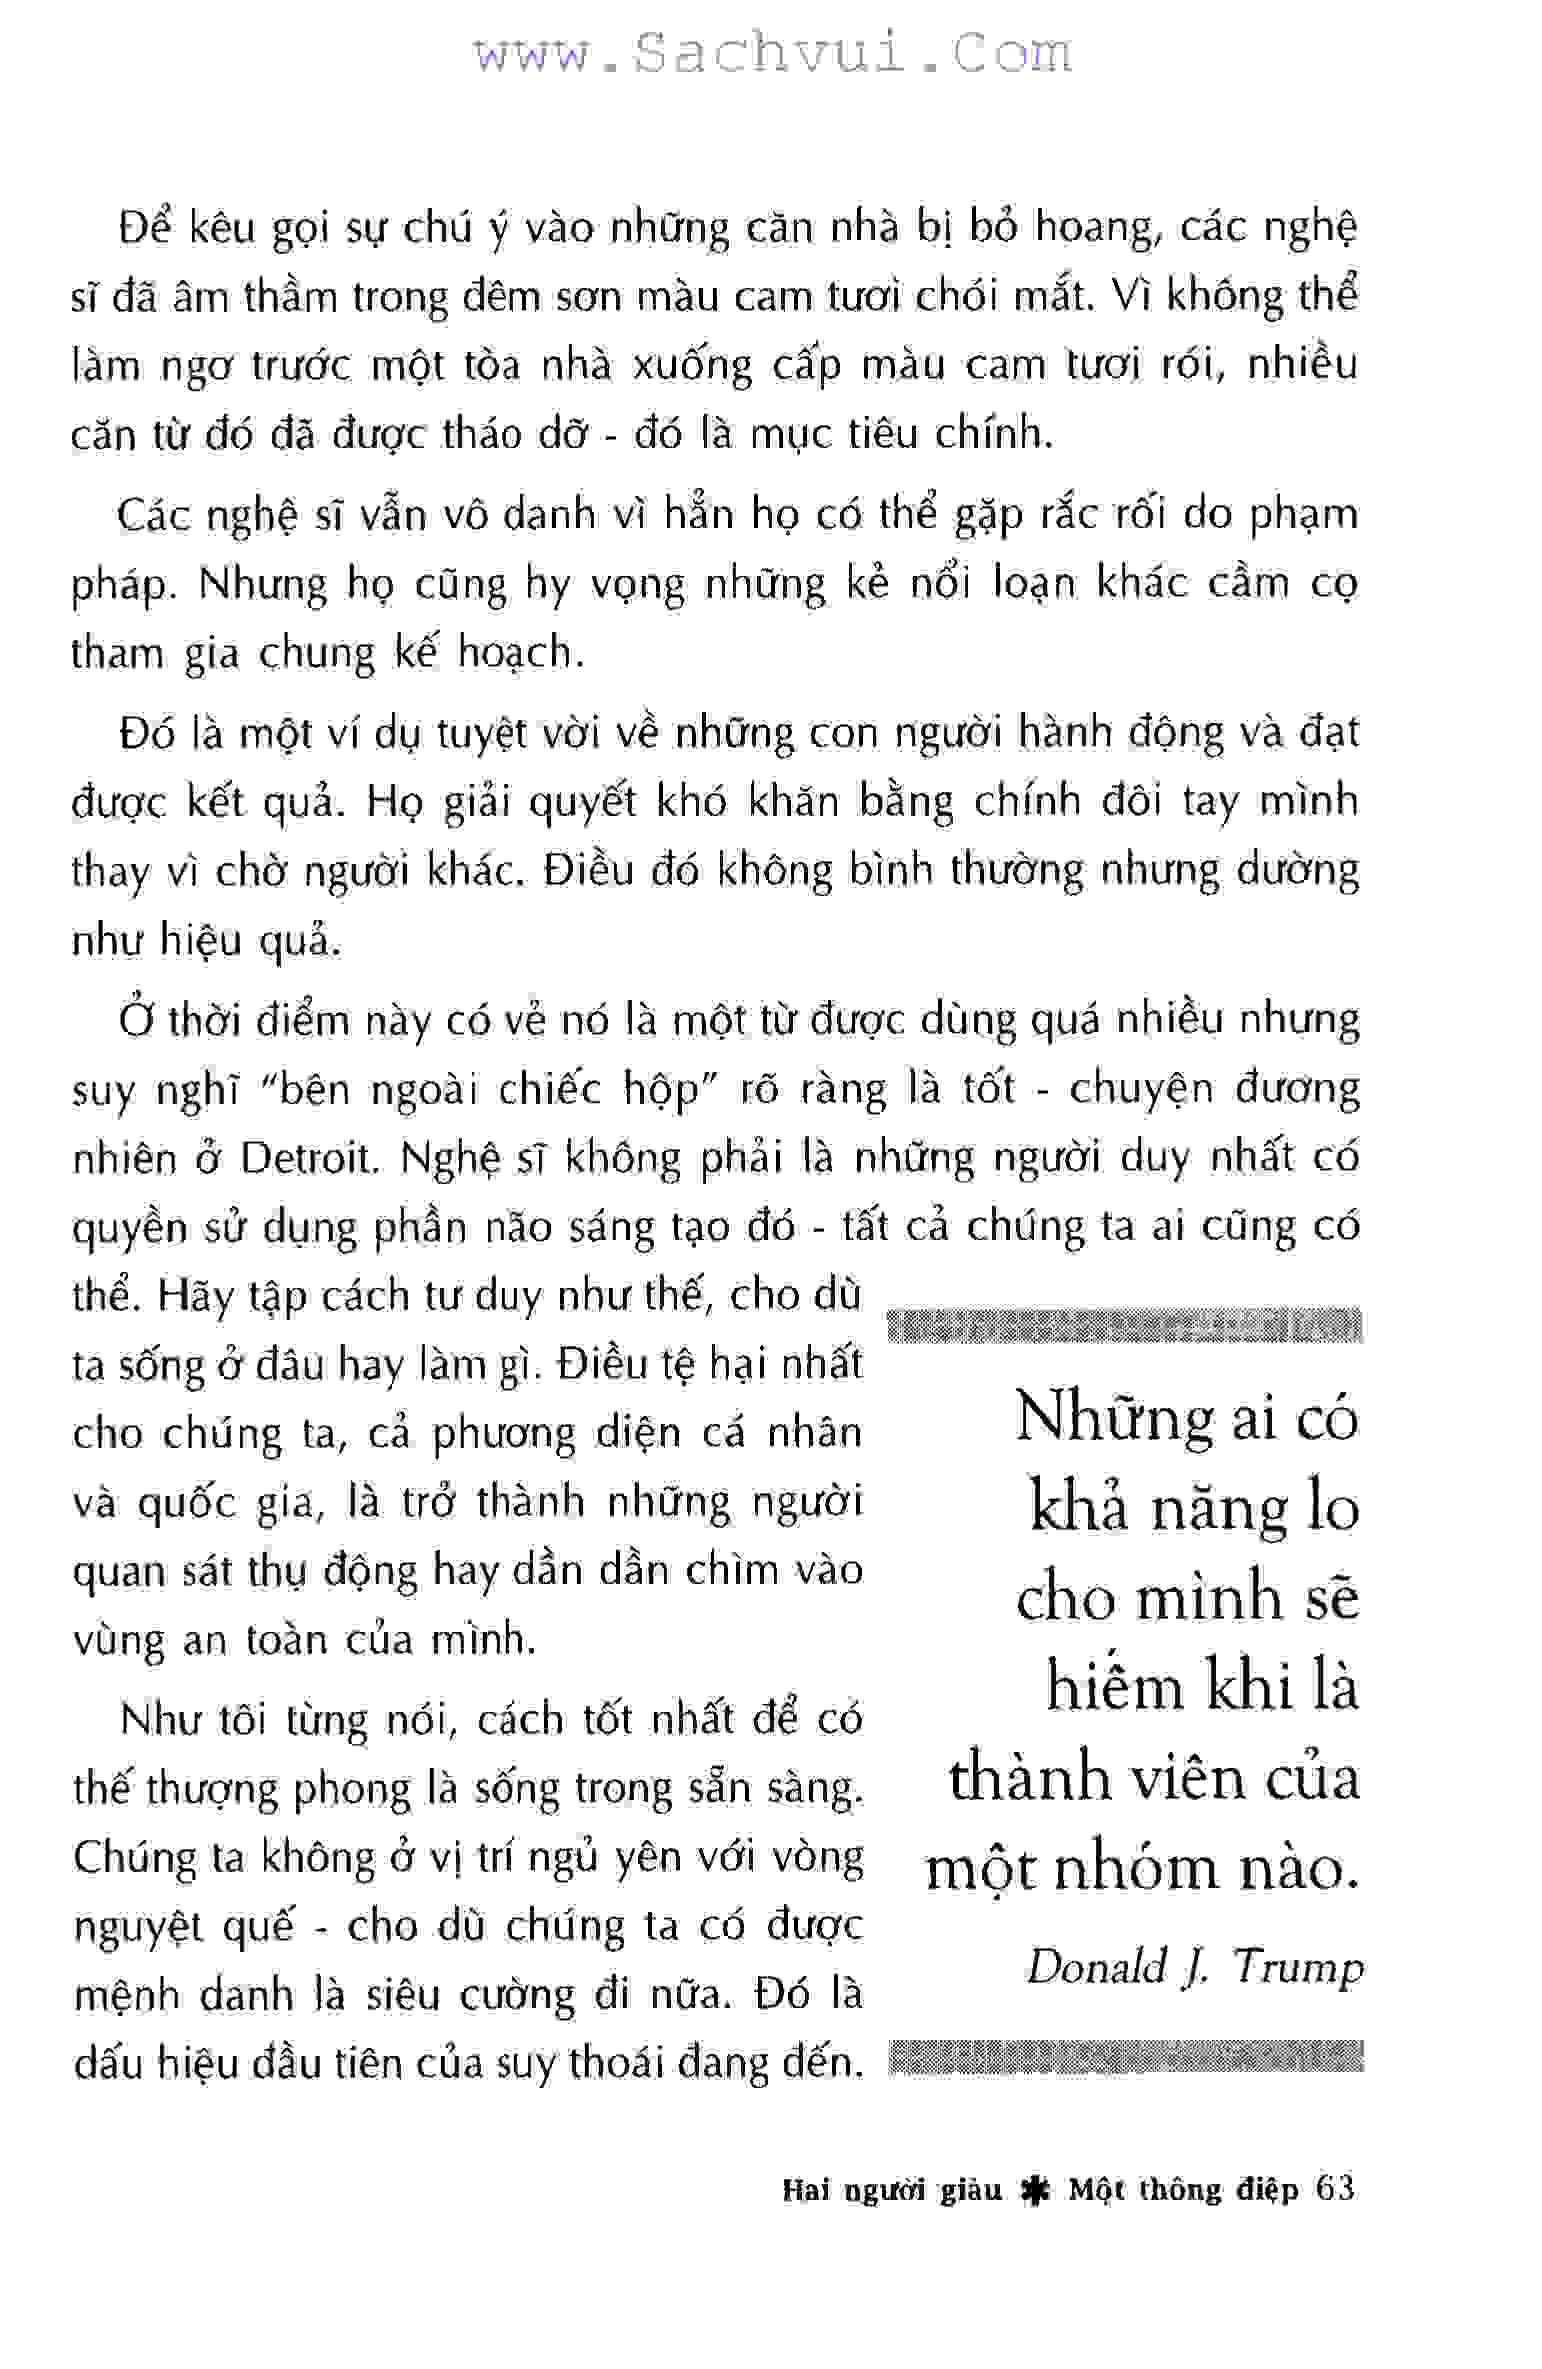 www.Sachvui.Com
Để kêu gọi sự chú ý vào những căn nhà bị bỏ hoang, các nghệ
sĩ đã âm thầm trong đêm sơn màu cam tươi chói mắt. Vì không thể
làm ngơ trước một tòa nhà xuống cấp màu cam tươi rói, nhiều
căn từ đó đã được tháo dỡ - đó là mục tiêu chính.
Các nghệ sĩ vẫn vô danh vì hẳn họ có thể gặp rắc rối do phạm
pháp. Nhưng họ cũng hy vọng những kẻ nổi loạn khác cầm cọ
tham gia chung kế hoạch.
Đó là một ví dụ tuyệt vời về những con người hành động và đạt
được kết quả. Họ giải quyết khó khăn bằng chính đôi tay mình
thay vì chờ người khác. Điều đó không bình thường nhưng dường
như hiệu quả.
Ở thời điểm này có vẻ nó là một từ được dùng quá nhiều nhưng
suy nghĩ "bên ngoài chiếc hộp" rõ ràng là tốt - chuyện đương
nhiên ở Detroit. Nghệ sĩ không phải là những người duy nhất có
quyền sử dụng phần não sáng tạo đó - tất cả chúng ta ai cũng có
thể. Hãy tập cách tư duy như thế, cho dù
ta sống ở đâu hay làm gì. Điều tệ hại nhất
cho chúng ta, cả phương diện cá nhân
và quốc gia, là trở thành những người
quan sát thụ động hay dần dần chìm vào
vùng an toàn của mình.
Như tôi từng nói, cách tốt nhất để có
thế thượng phong là sống trong sẵn sàng.
Chúng ta không ở vị trí ngủ yên với vòng
nguyệt quế - cho dù chúng ta có được
mệnh danh là siêu cường đi nữa. Đó là
dấu hiệu đầu tiên của suy thoái đang đến.
Những ai có
khả năng lo
cho mình sẽ
hiếm khi là
thành viên của
một nhóm nào.
Donald J. Trump
Hai người giàu ✱ Một thông điệp 63